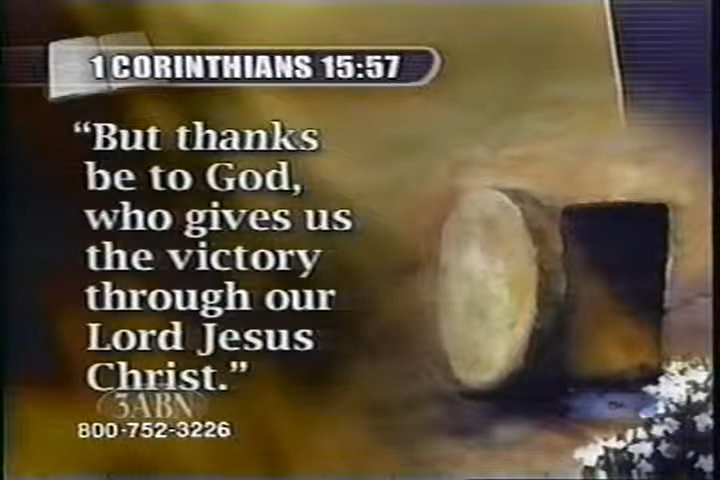 1 CORINTHIANS 15:57
“But thanks
be to God,
who gives us
the victory
through our
Lord Jesus
Christ.”
3ABN
800-752-3226